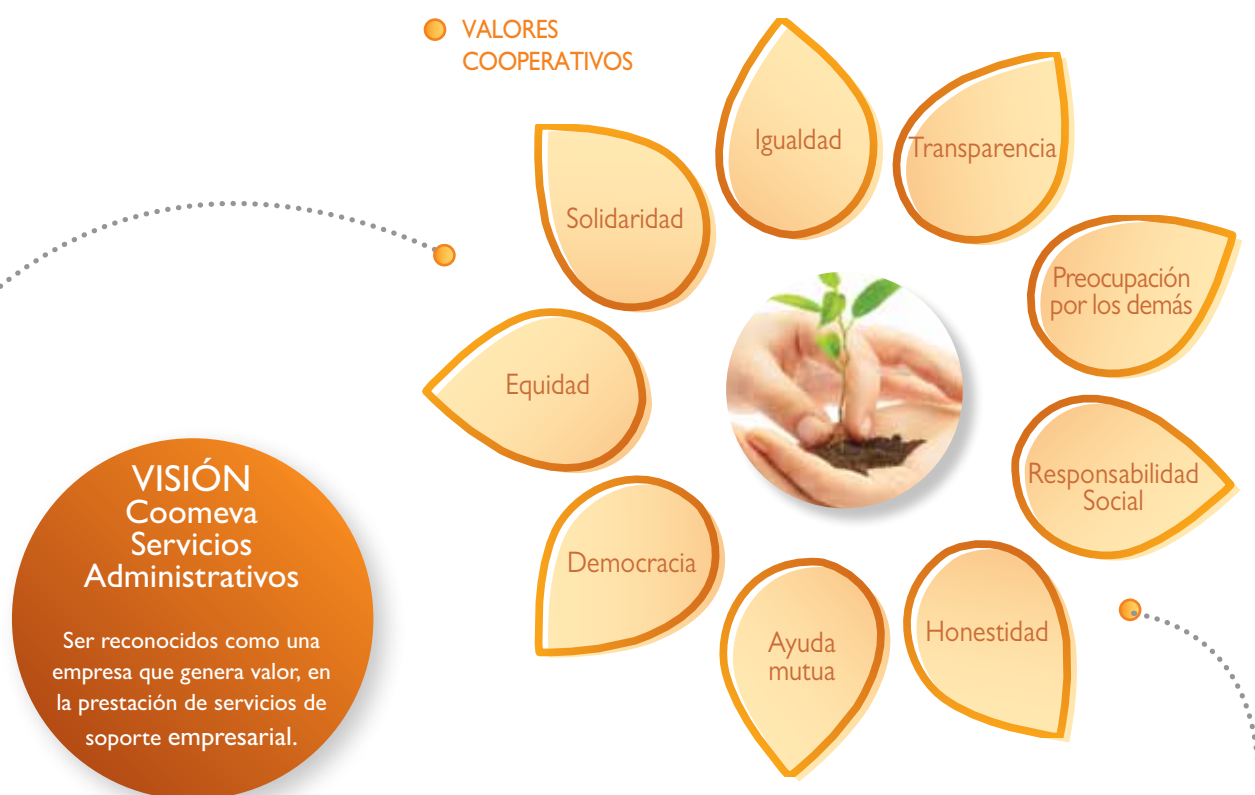 VALORES
COOPERATIVOS
Igualdad
Transparencia
Solidaridad
Preocupación
por los demás
Equidad
Responsabilidad
Social
Democracia
Honestidad
Ayuda
mutua
VISIÓN
Coomeva
Servicios
Administrativos
Ser reconocidos como una
empresa que genera valor, en
la prestación de servicios de
soporte empresarial.